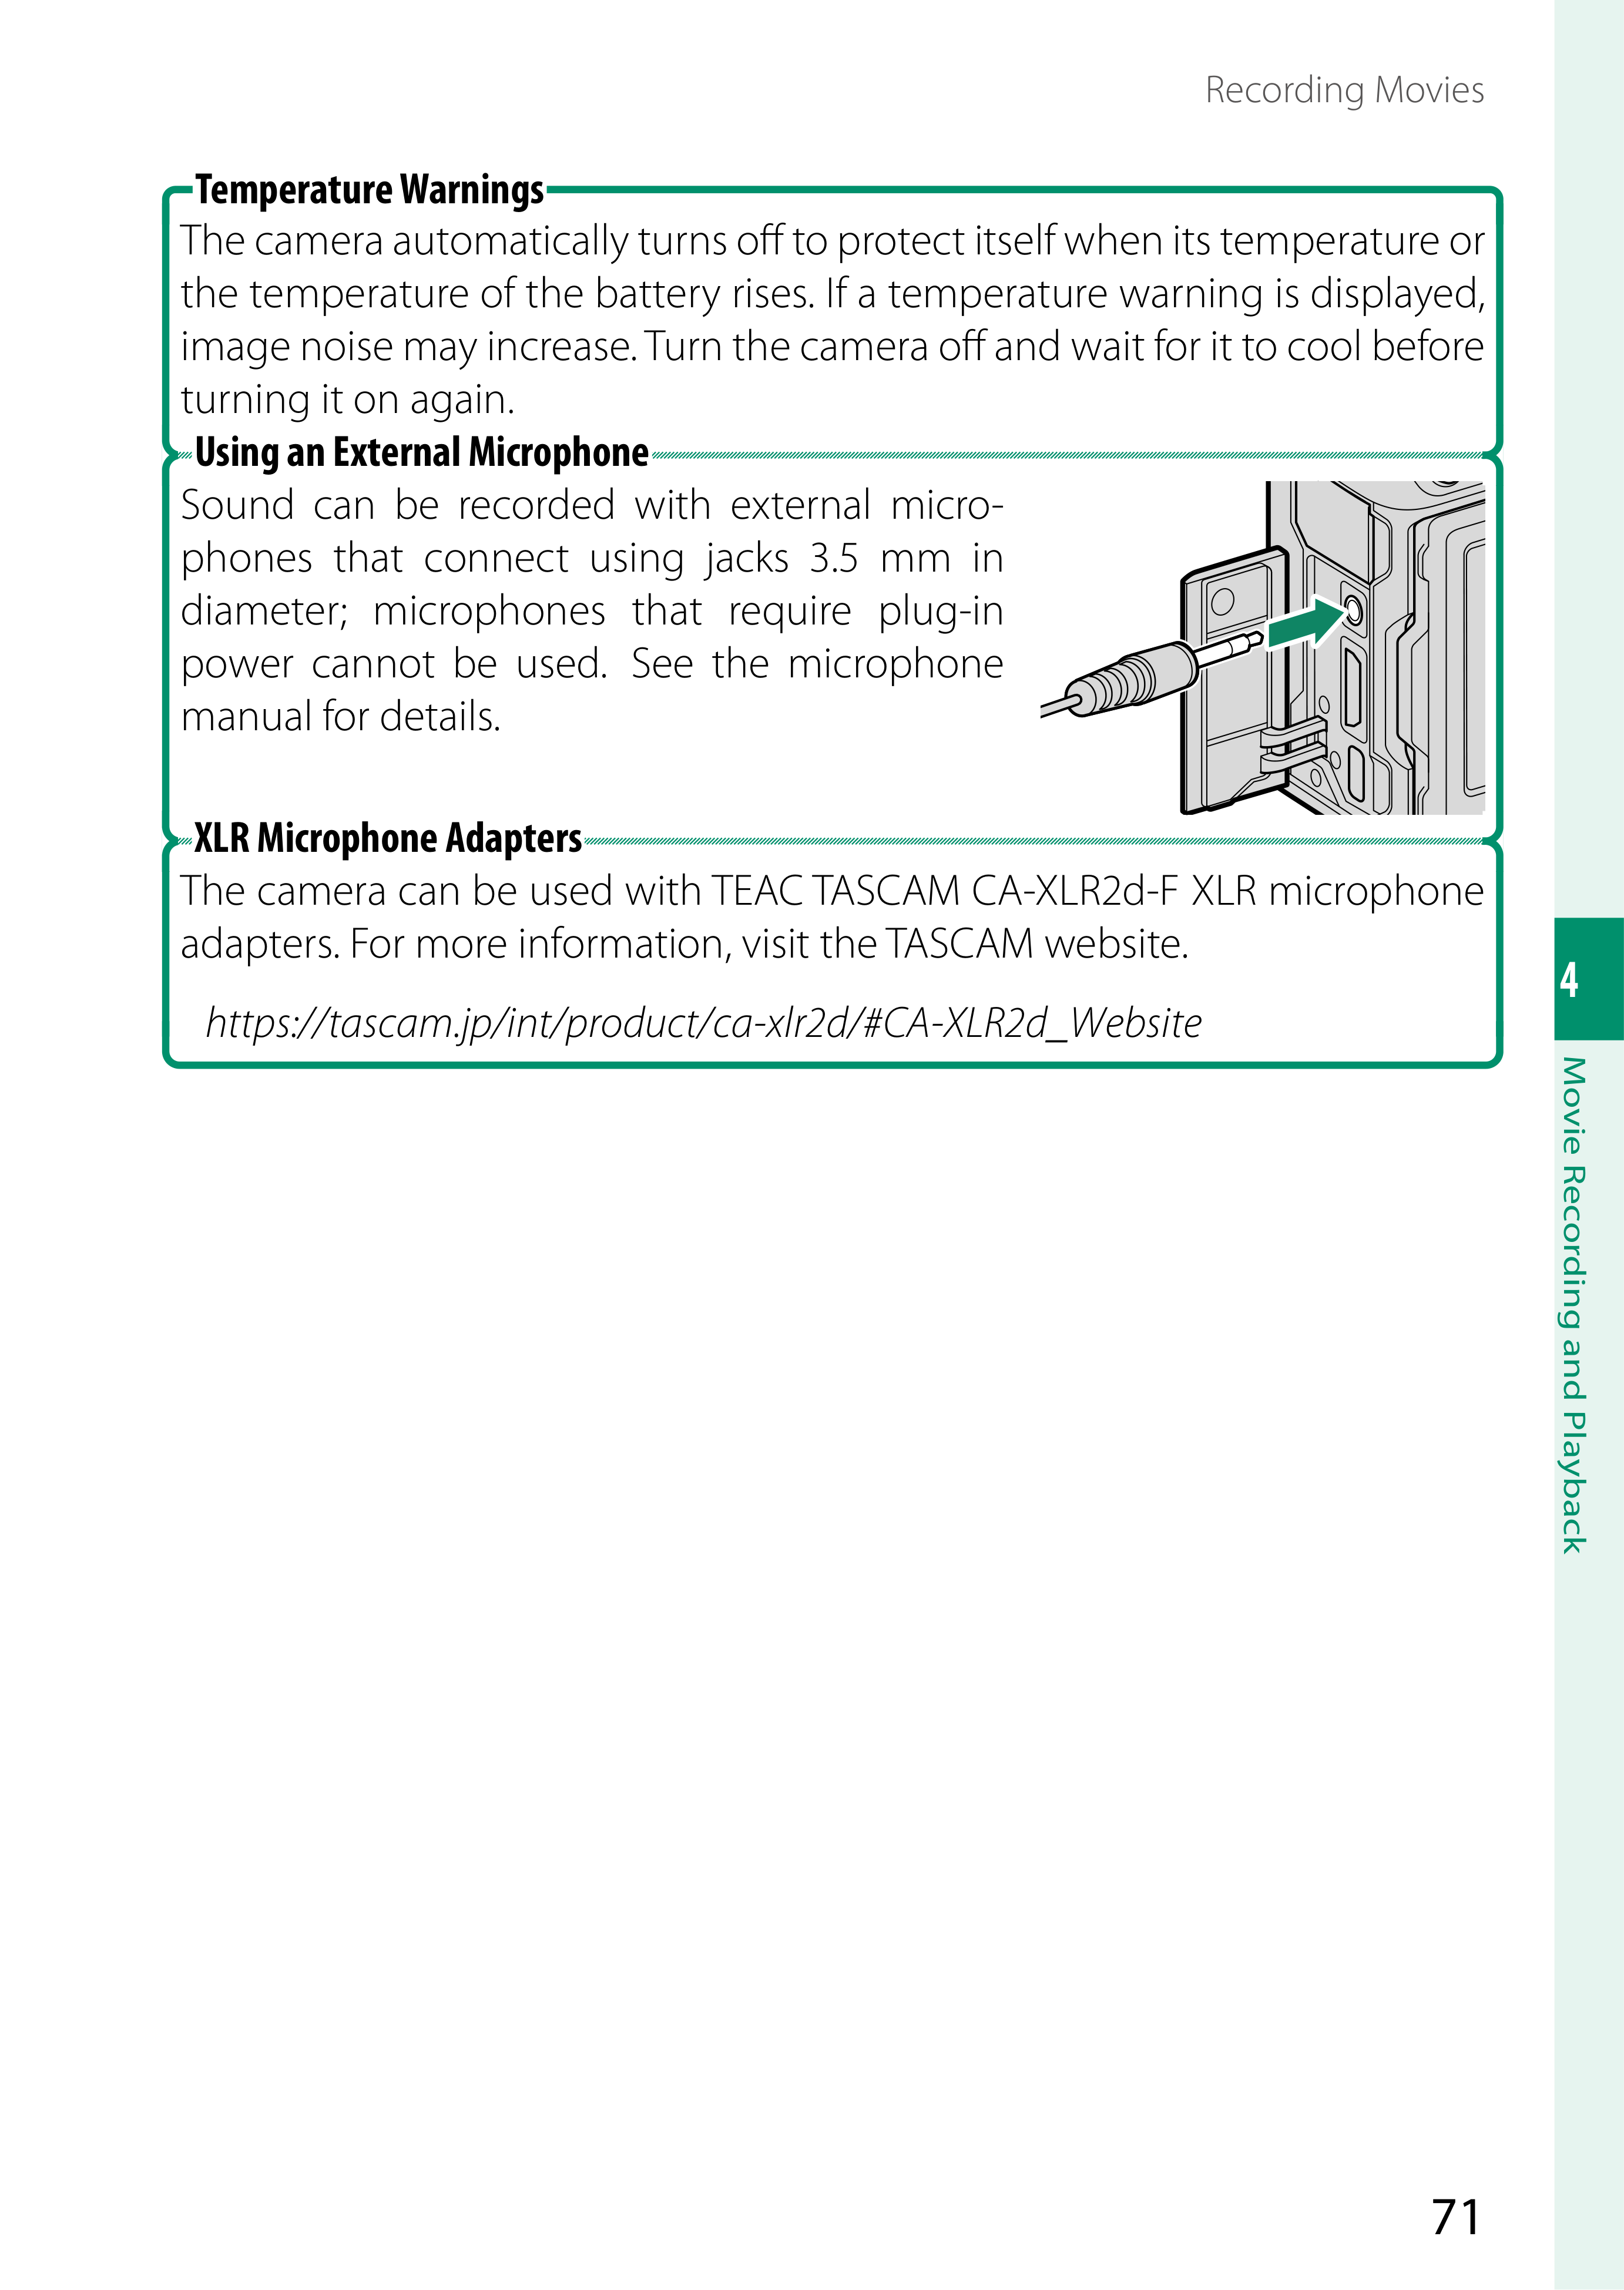 Recording Movies
Temperature Warnings
The camera automatically turns off to protect itself when its temperature or
the temperature of the battery rises. If a temperature warning is displayed,
image noise may increase. Turn the camera off and wait for it to cool before
turning it on again.
Using an External Microphone
Sound can be recorded with external micro-
phones that connect using jacks 3.5 mm in
diameter; microphones that require plug-in
power cannot be used. See the microphone
manual for details.
XLR Microphone Adapters
The camera can be used with TEAC TASCAM CA-XLR2d-F XLR microphone
adapters. For more information, visit the TASCAM website.
https://tascam.jp/int/product/ca-xlr2d/#CA-XLR2d_Website
4
Movie Recording and Playback
71